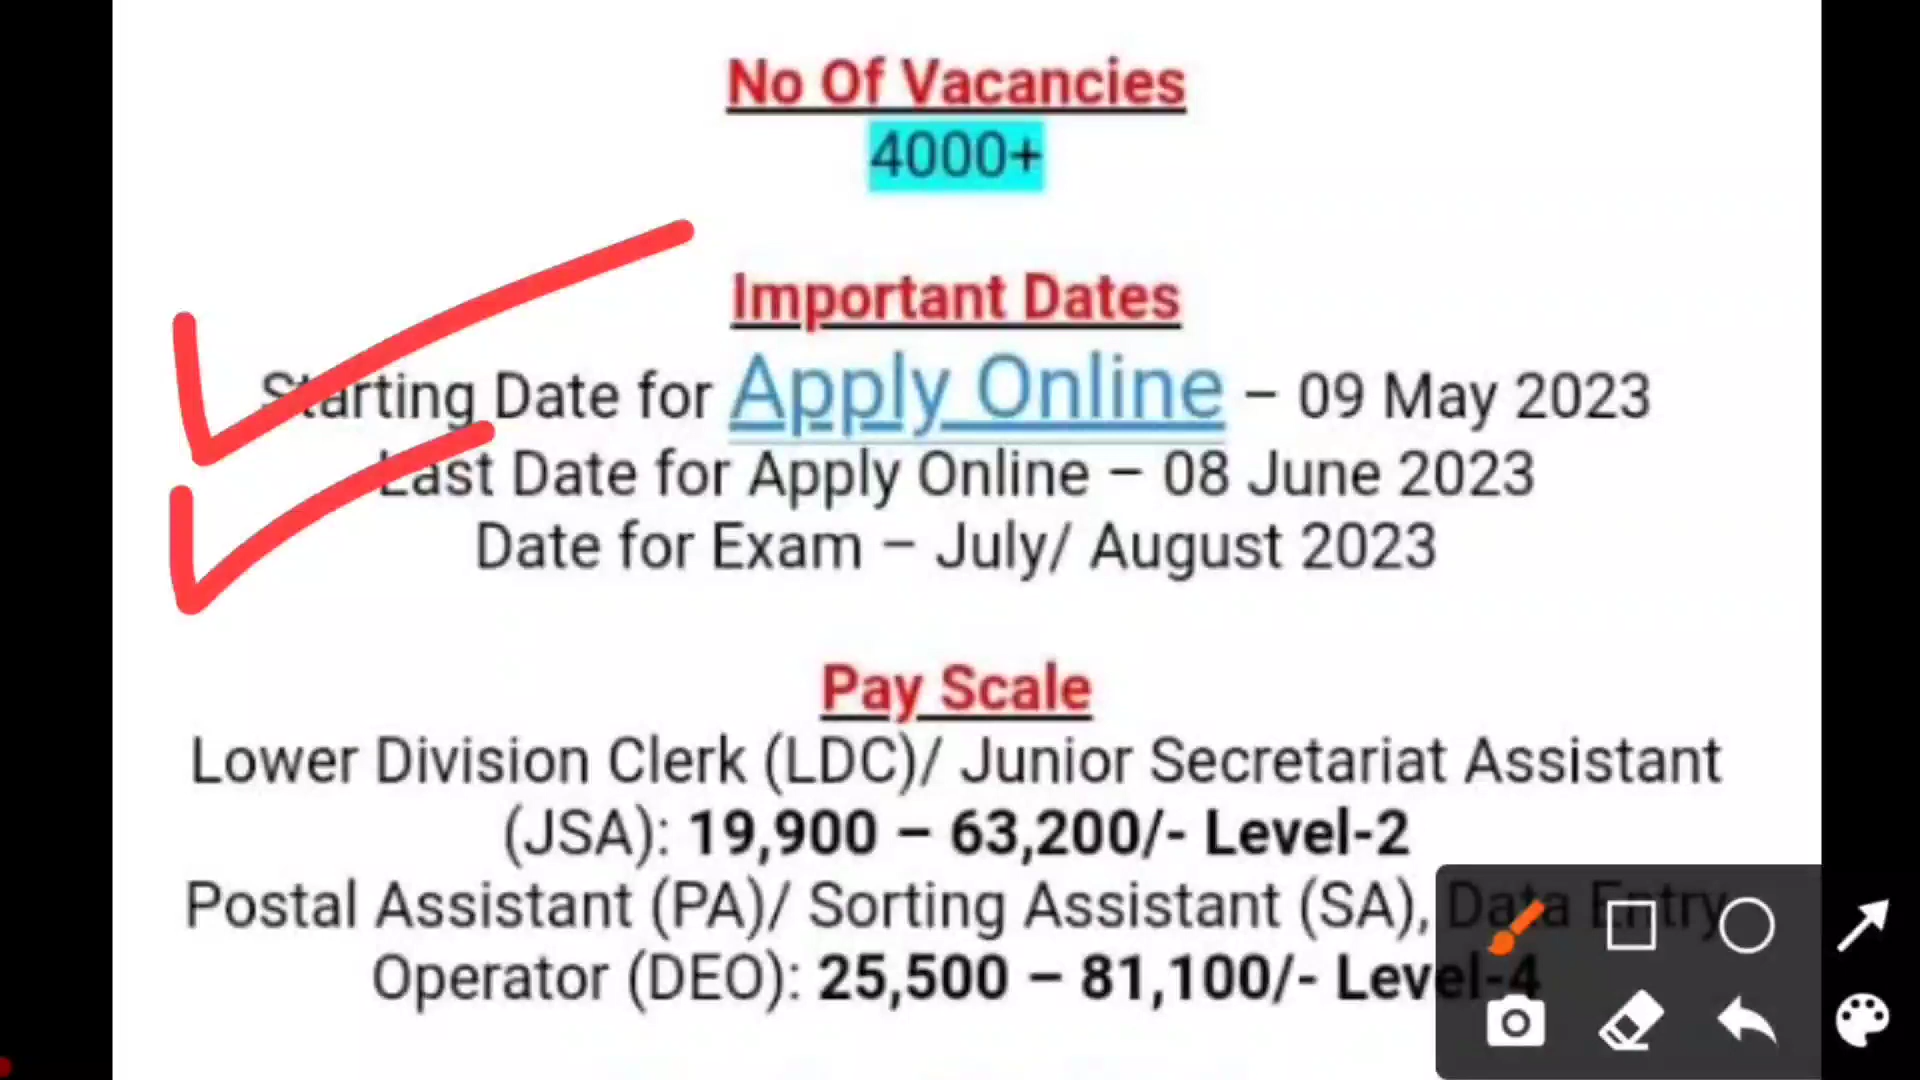 No Of Vacancies
4000+
Important Dates
Starting Date for Apply Online – 09 May 2023
Last Date for Apply Online – 08 June 2023
Date for Exam – July/ August 2023
Pay Scale
Lower Division Clerk (LDC)/ Junior Secretariat Assistant
(JSA): 19,900 – 63,200/- Level-2
Postal Assistant (PA)/ Sorting Assistant (SA), Data Entry
Operator (DEO): 25,500 – 81,100/- Level-4